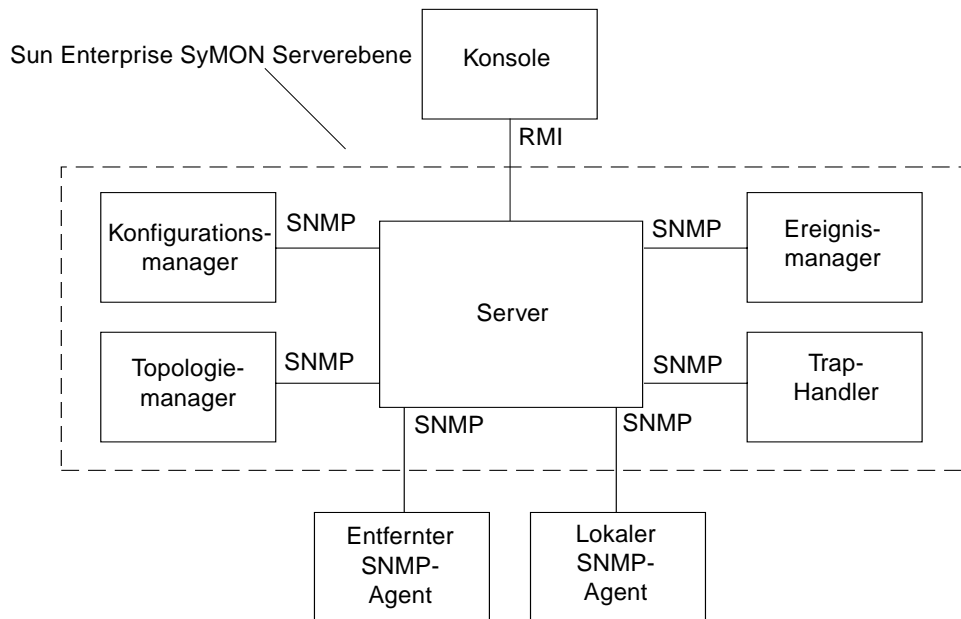 Sun Enterprise SyMON Serverebene
Konsole
RMI
Konfigurations-
manager
SNMP
Server
SNMP
Ereignis-
manager
Topologie-
manager
SNMP
SNMP
Trap-
Handler
SNMP
SNMP
Entfernter
SNMP-
Agent
Lokaler
SNMP-
Agent